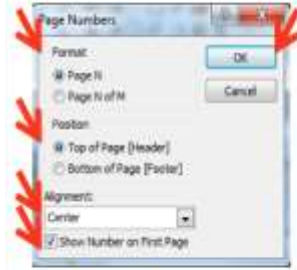 Page Numbers
Format
Page N
Page N of M
OK
Cancel
Position
Top of Page [Header]
Bottom of Page [Footer]
Alignment:
Center
Show Number on First Page